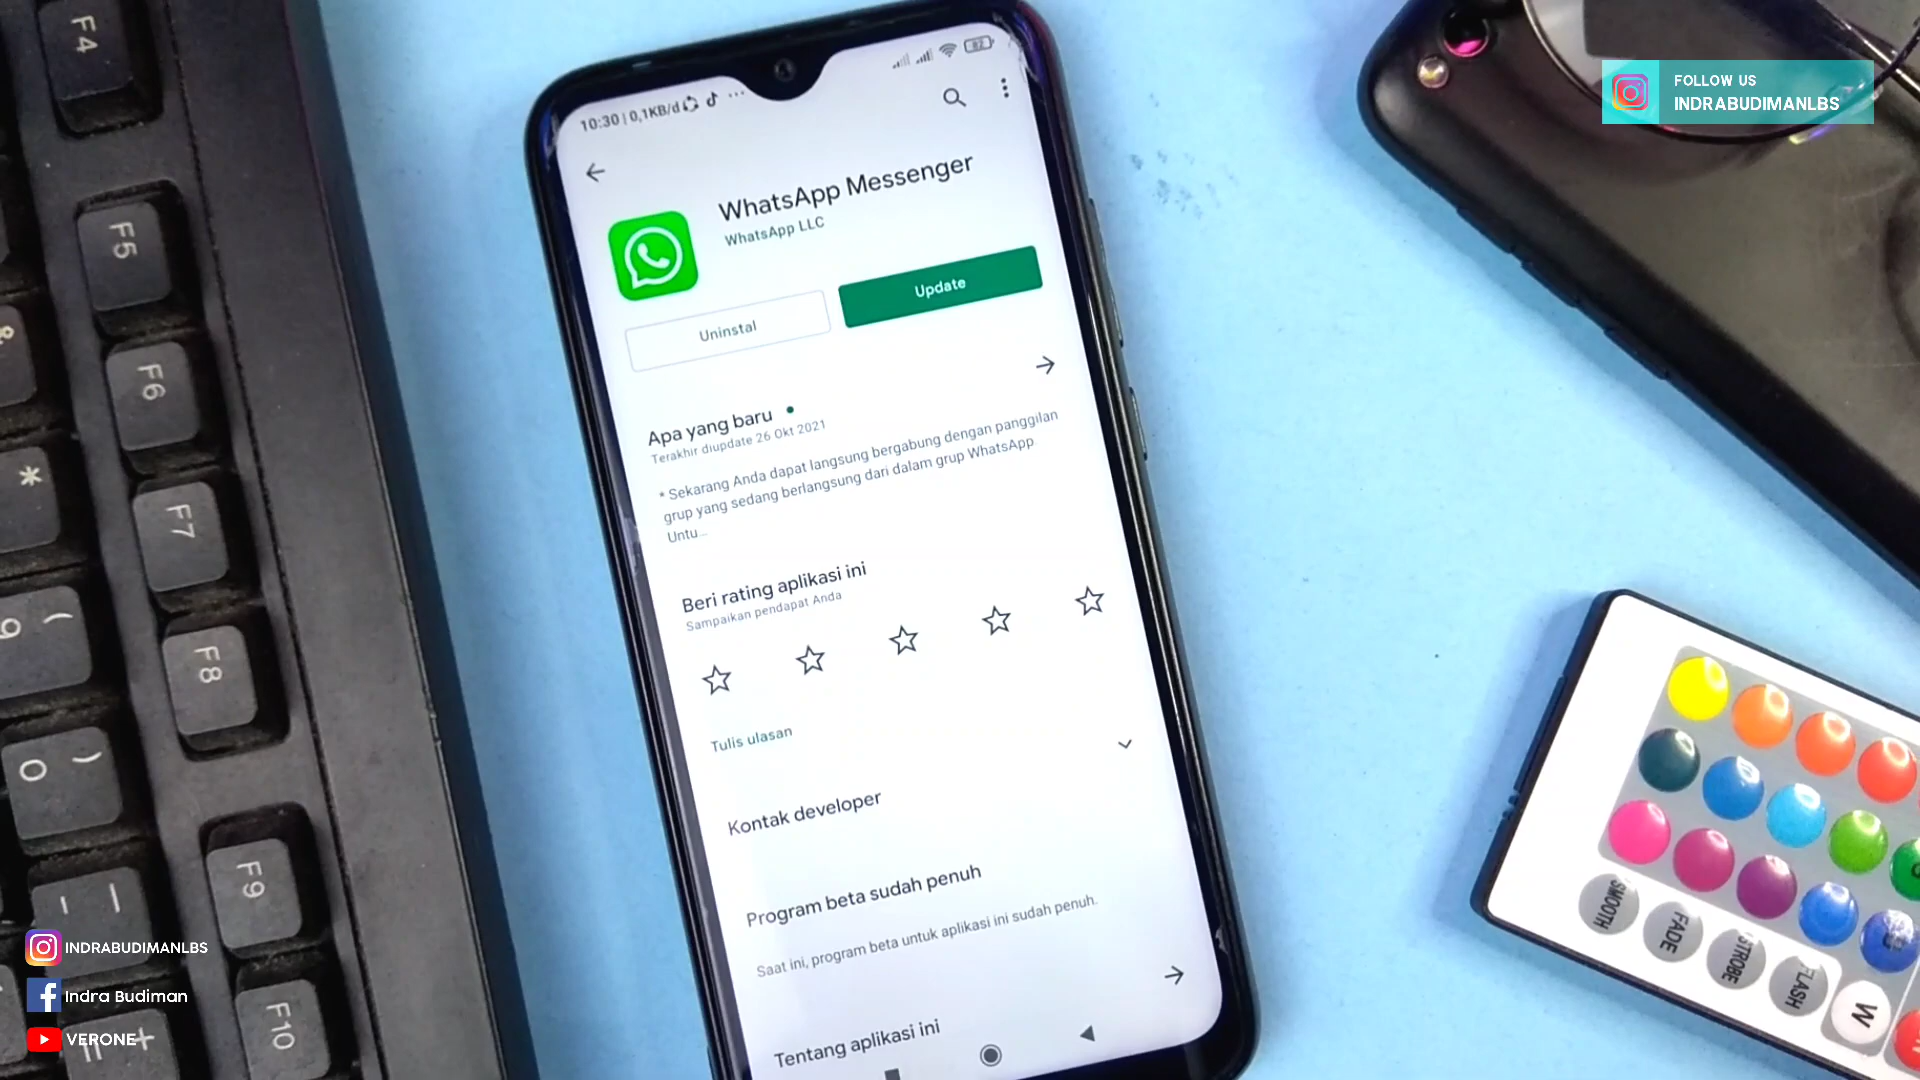 F4
F5
F6
F7
F8
F9
F10
&
*
( 9
) 0
_ -
+ =
10:30 | 0,1KB/d ...
82
WhatsApp Messenger
WhatsApp LLC
Uninstal
Update
Apa yang baru
Terakhir diupdate 26 Okt 2021
* Sekarang Anda dapat langsung bergabung dengan panggilan
grup yang sedang berlangsung dari dalam grup WhatsApp
Untu...
Beri rating aplikasi ini
Sampaikan pendapat Anda
Tulis ulasan
Kontak developer
Program beta sudah penuh
Saat ini, program beta untuk aplikasi ini sudah penuh.
Tentang aplikasi ini
FOLLOW US
INDRABUDIMANLBS
SMOOTH
FADE
STROBE
FLASH
W
INDRABUDIMANLBS
Indra Budiman
VERONE